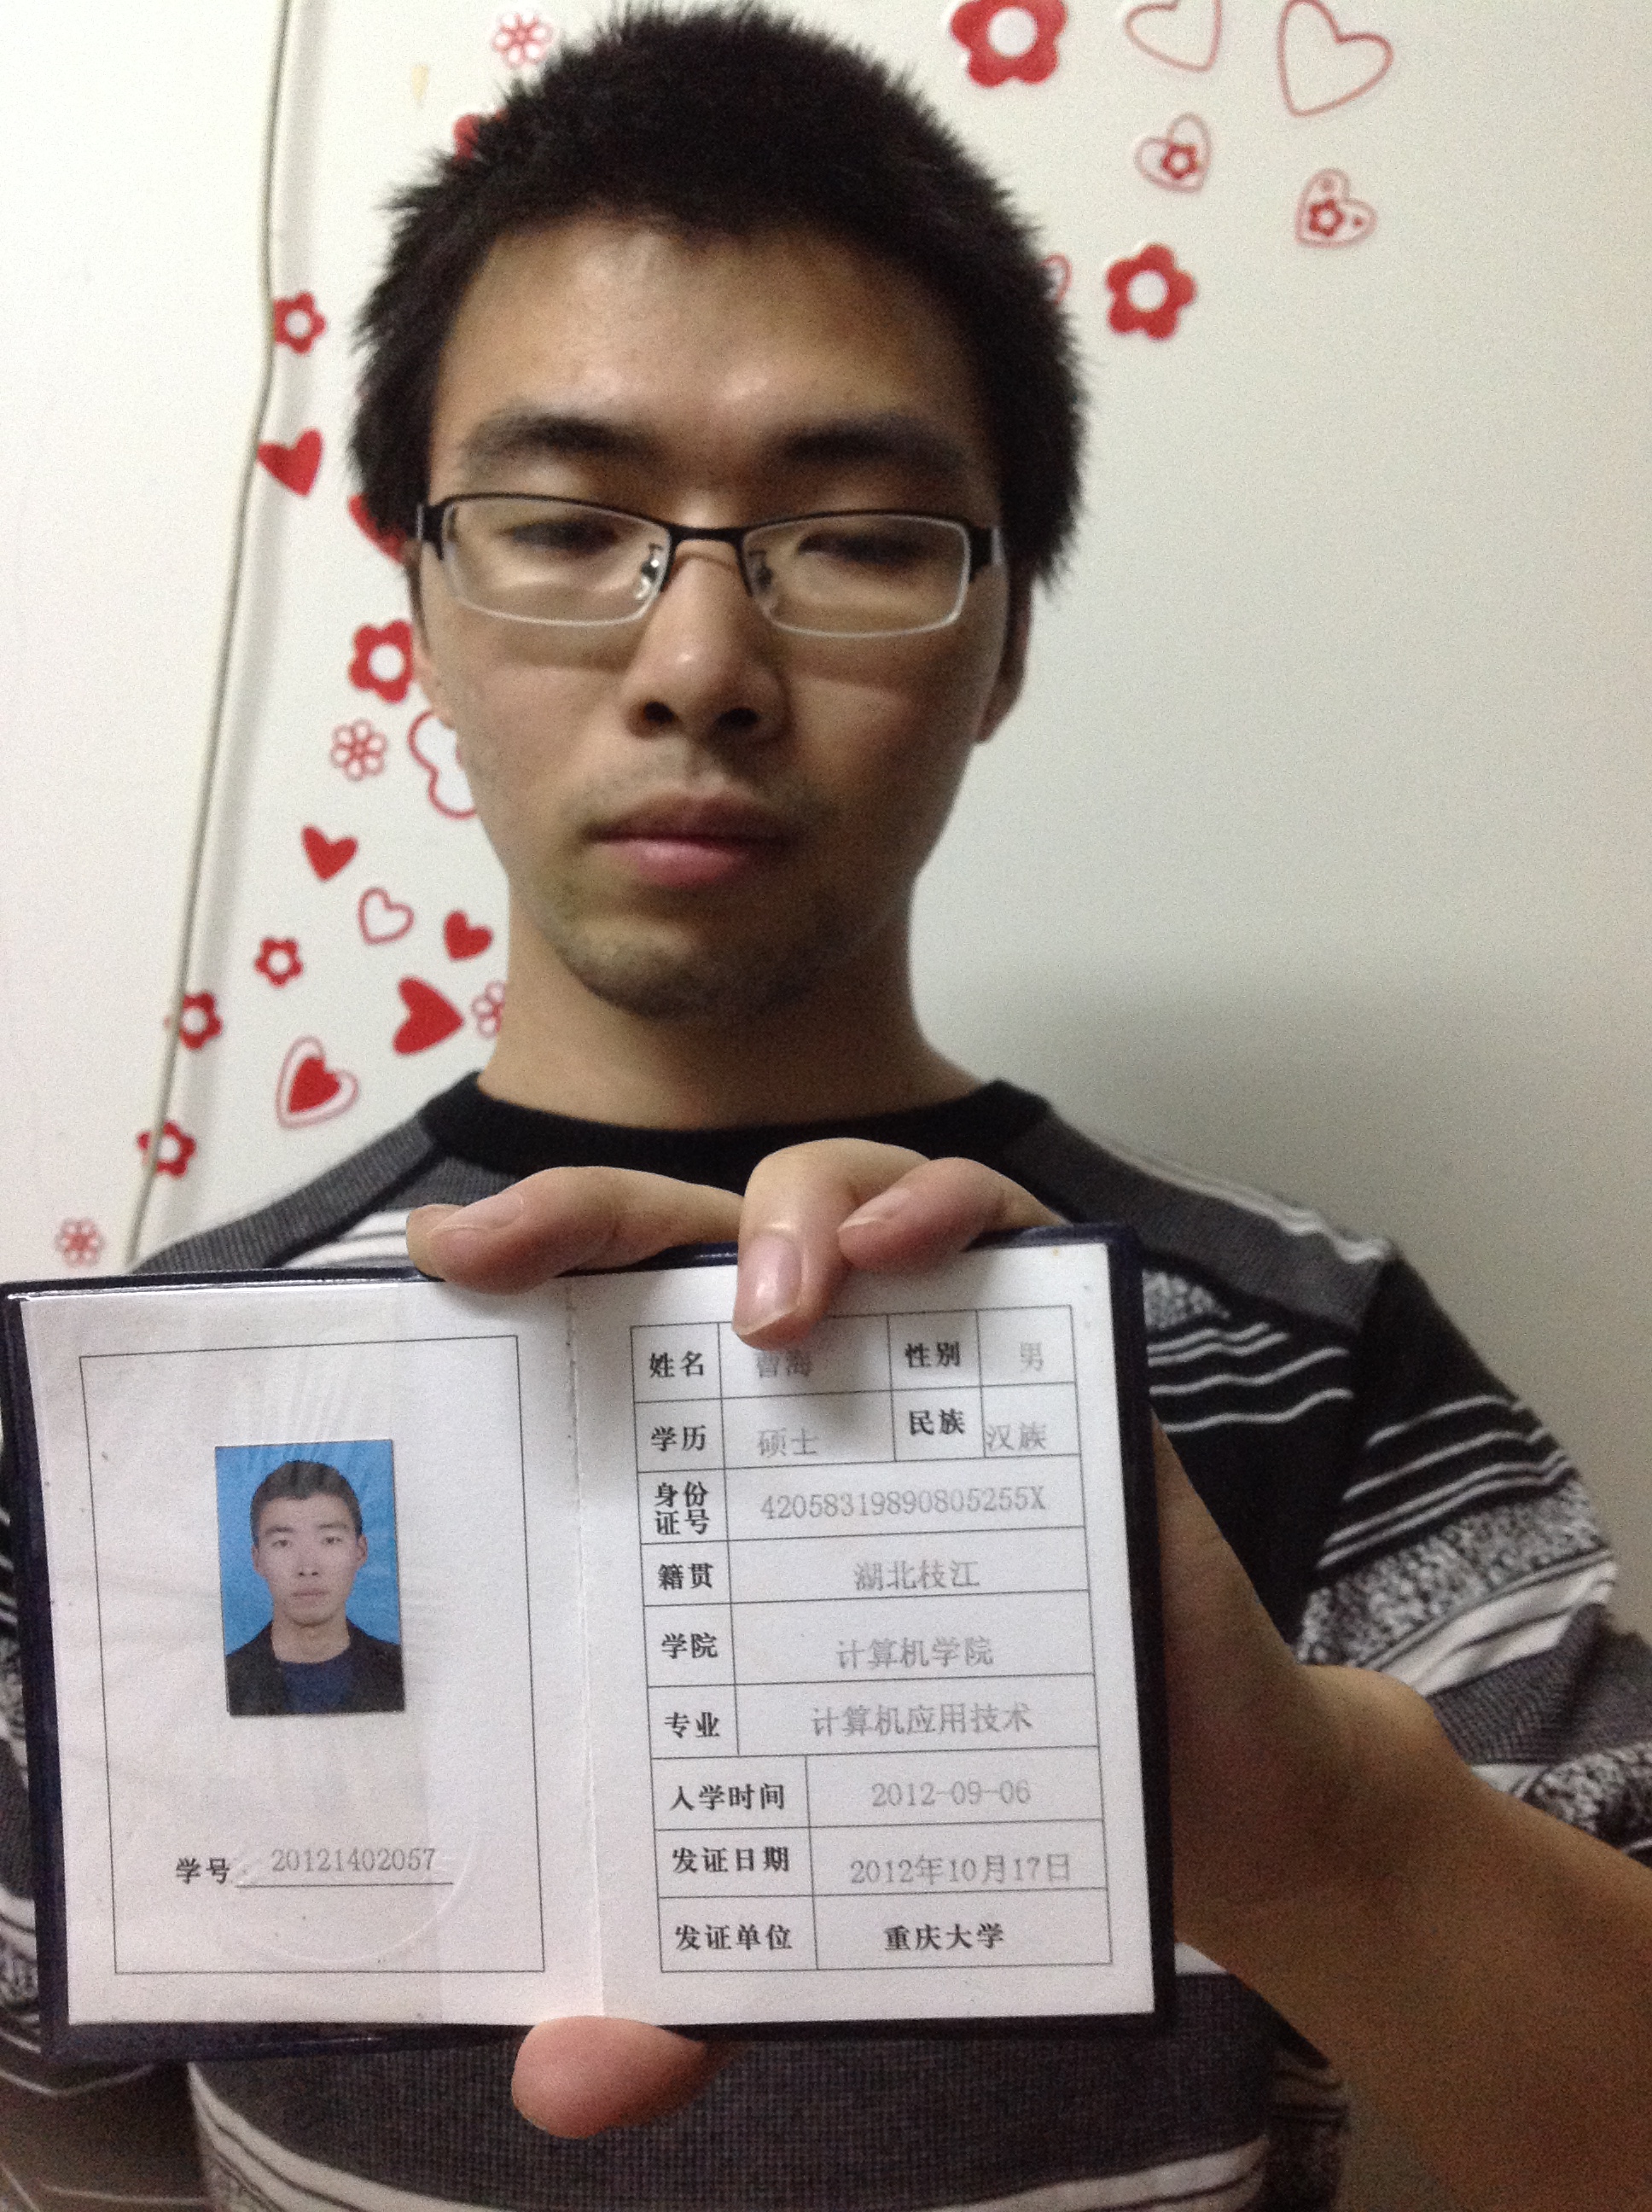 学号 20121402057
姓名 性别 男
学历 硕士 民族 汉族
身份
证号 42058319890805255X
籍贯 湖北枝江
学院 计算机学院
专业 计算机应用技术
入学时间 2012-09-06
发证日期 2012年10月17日
发证单位 重庆大学